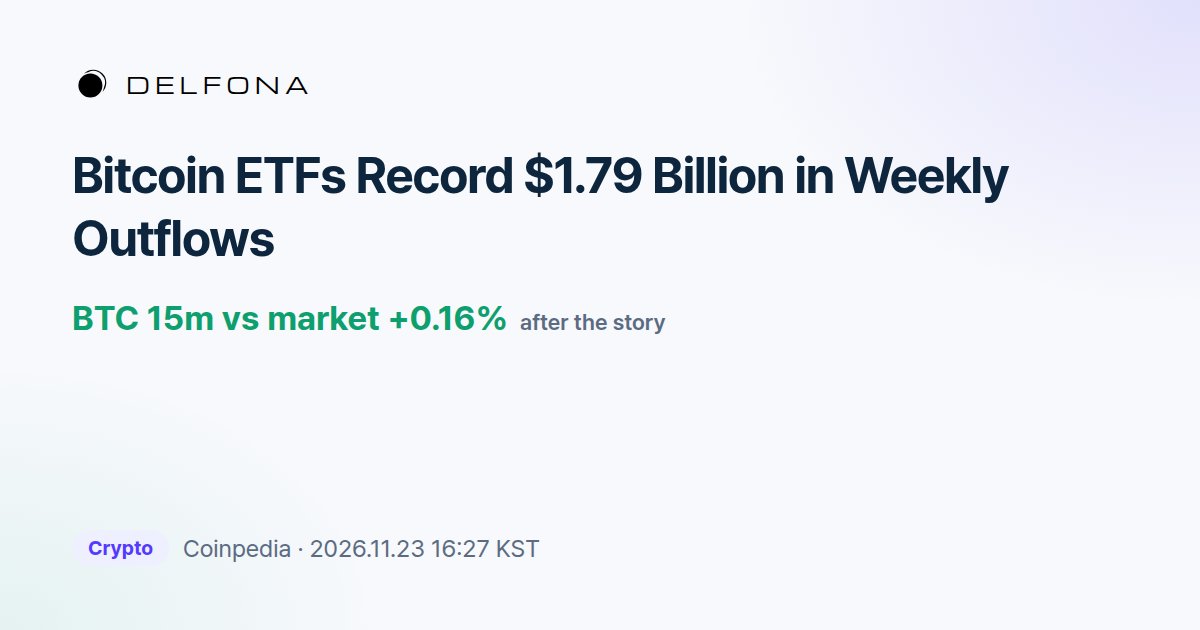 DELFONA
Bitcoin ETFs Record $1.79 Billion in Weekly
Outflows
BTC 15m vs market +0.16% after the story
Crypto Coinpedia · 2026.11.23 16:27 KST